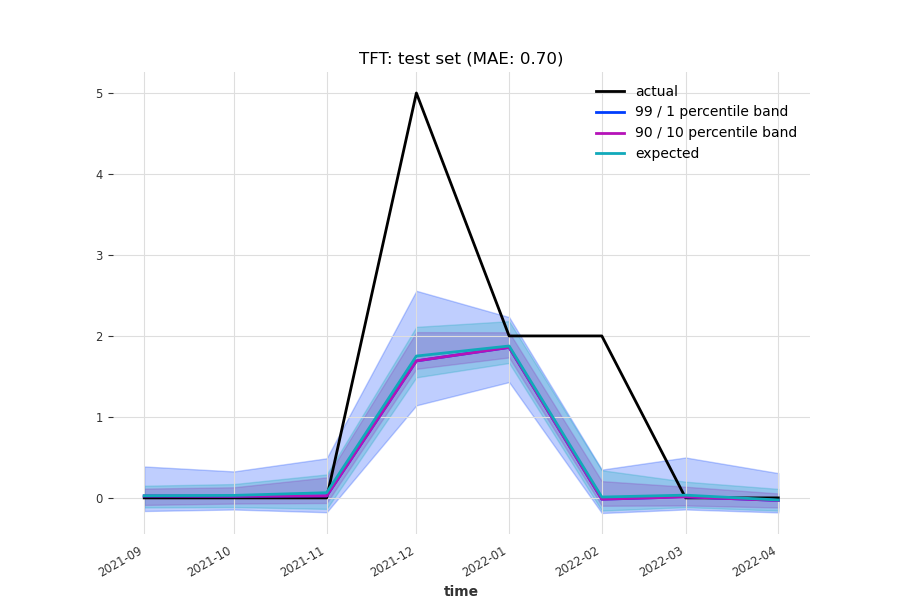 TFT: test set (MAE: 0.70)
actual
99 / 1 percentile band
90 / 10 percentile band
expected
5
4
3
2
1
0
2021-09
2021-10
2021-11
2021-12
2022-01
2022-02
2022-03
2022-04
time